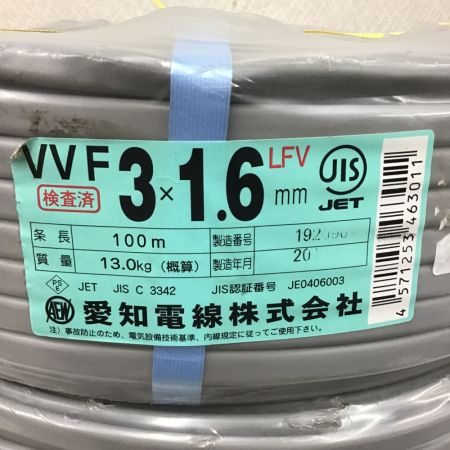 VVF 3×1.6 mm LFV
検査済
JIS
JET
条長 100m 製造番号
質量 13.0kg(概算) 製造年月 20
PSE JET JIS C 3342 JIS認証番号 JE0406003
AEW 愛知電線株式会社
注)事故防止のため、電気設備技術基準、内線規定に従ってご使用下さい。
4571253463011